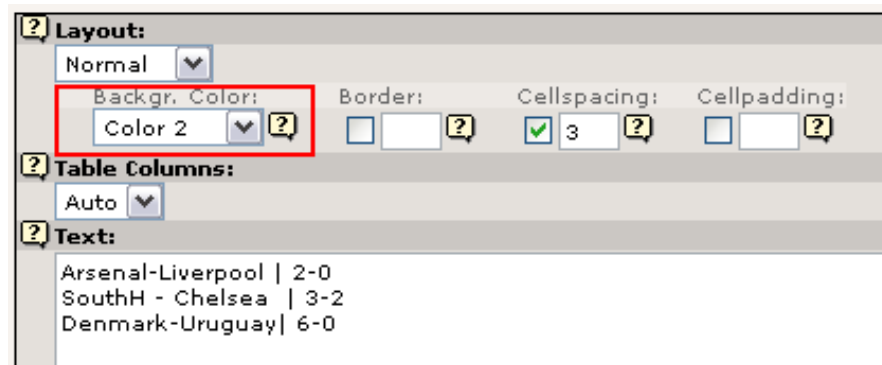 Layout:
Normal
Backgr. Color: Border: Cellspacing: Cellpadding:
Color 2 3
Table Columns:
Auto
Text:
Arsenal-Liverpool | 2-0
SouthH - Chelsea  | 3-2
Denmark-Uruguay| 6-0